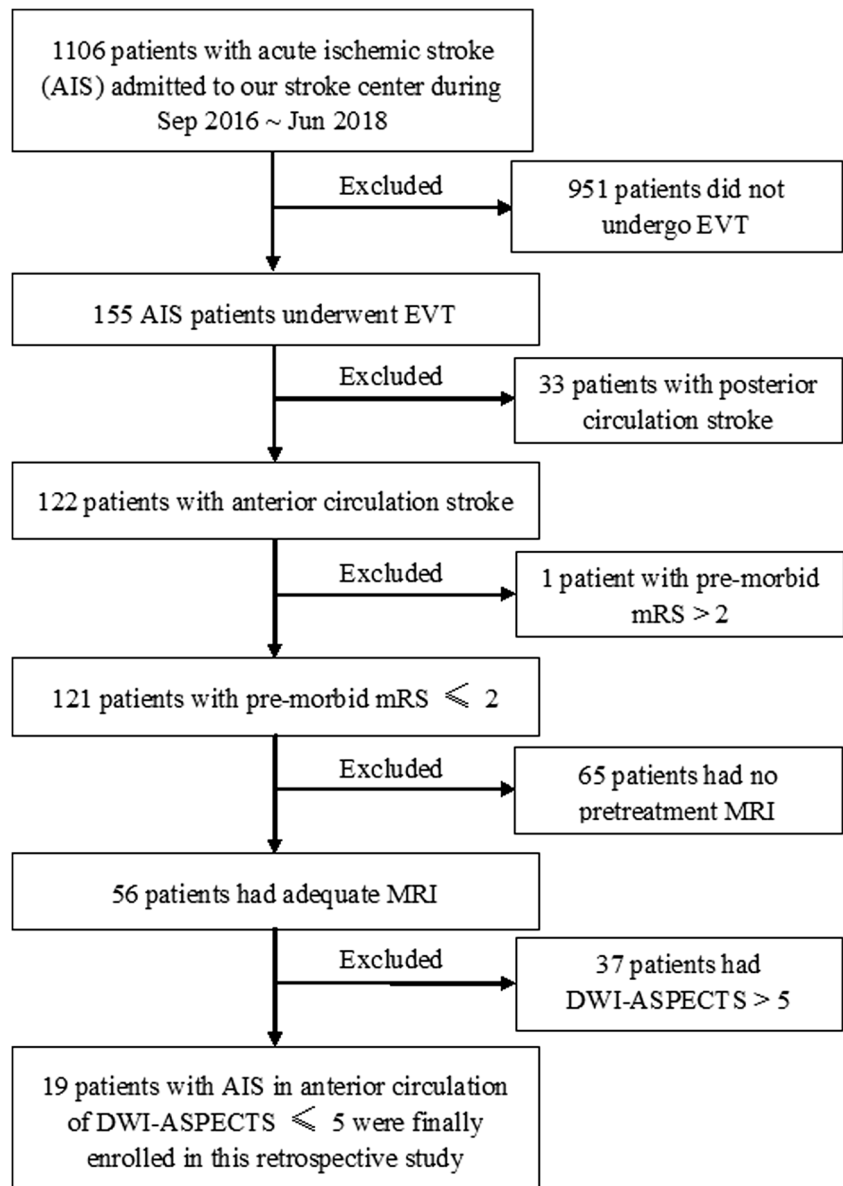 1106 patients with acute ischemic stroke
(AIS) admitted to our stroke center during
Sep 2016 ~ Jun 2018
Excluded
951 patients did not
undergo EVT
155 AIS patients underwent EVT
Excluded
33 patients with posterior
circulation stroke
122 patients with anterior circulation stroke
Excluded
1 patient with pre-morbid
mRS > 2
121 patients with pre-morbid mRS ⩽ 2
Excluded
65 patients had no
pretreatment MRI
56 patients had adequate MRI
Excluded
37 patients had
DWI-ASPECTS > 5
19 patients with AIS in anterior circulation
of DWI-ASPECTS ⩽ 5 were finally
enrolled in this retrospective study